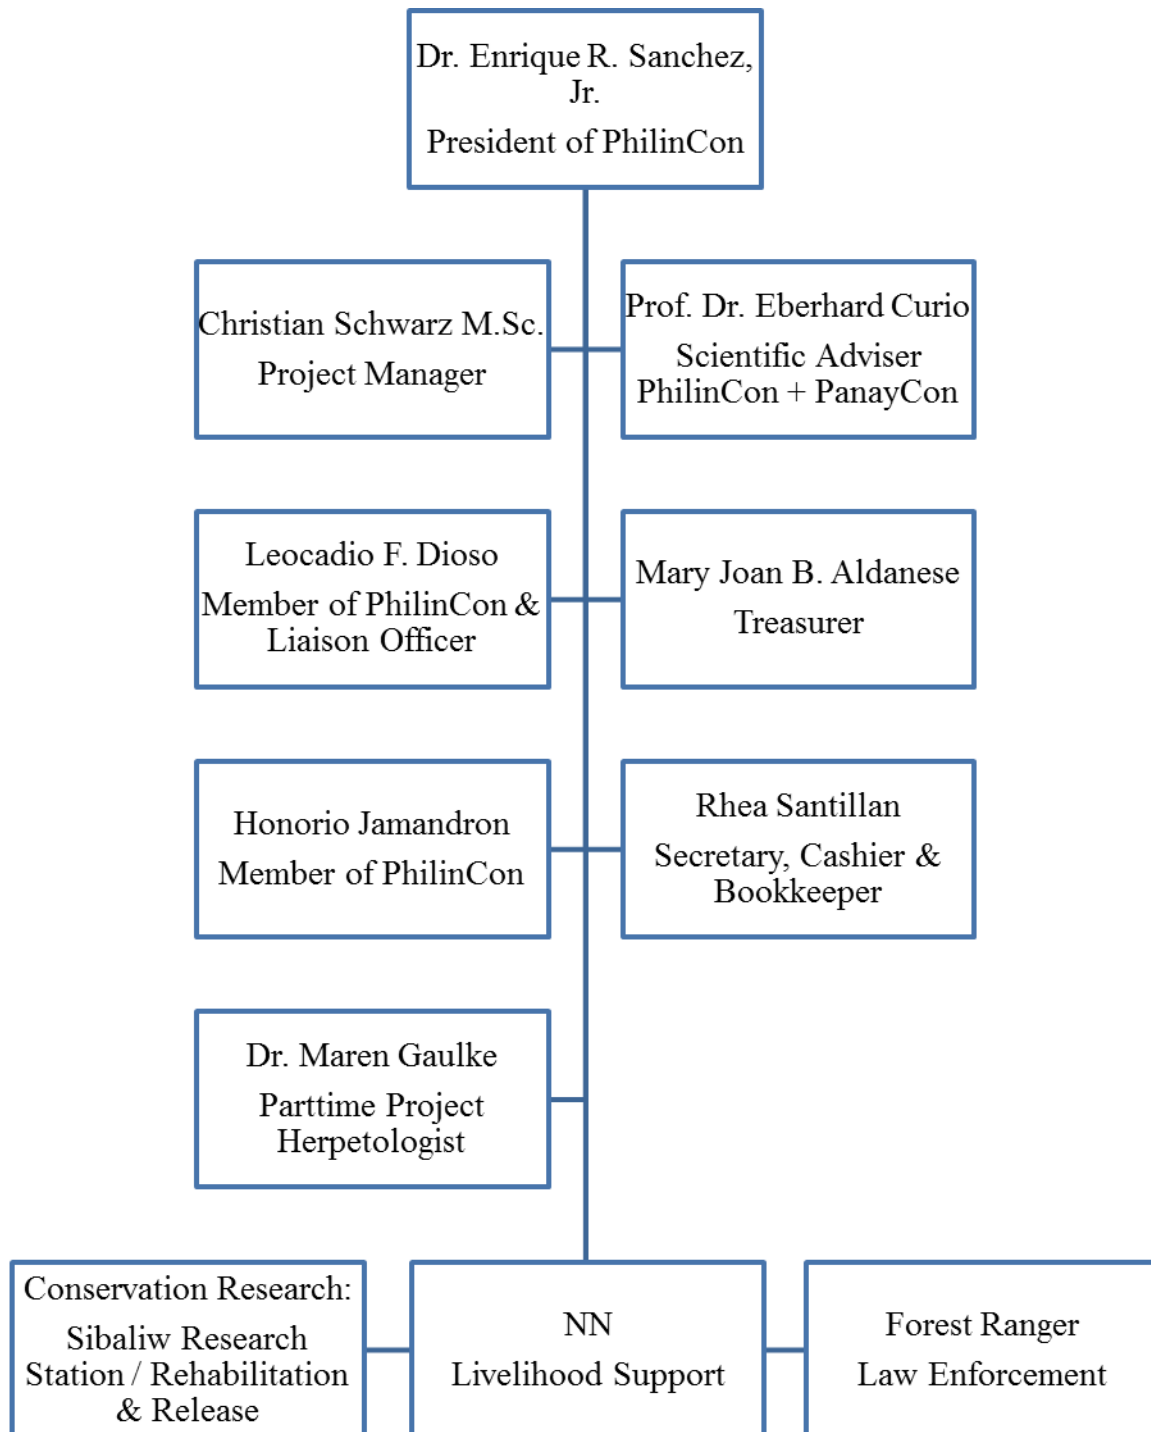 Dr. Enrique R. Sanchez,
Jr.
President of PhilinCon
Christian Schwarz M.Sc.
Project Manager
Prof. Dr. Eberhard Curio
Scientific Adviser
PhilinCon + PanayCon
Leocadio F. Dioso
Member of PhilinCon &
Liaison Officer
Mary Joan B. Aldanese
Treasurer
Honorio Jamandron
Member of PhilinCon
Rhea Santillan
Secretary, Cashier &
Bookkeeper
Dr. Maren Gaulke
Parttime Project
Herpetologist
Conservation Research:
Sibaliw Research
Station / Rehabilitation
& Release
NN
Livelihood Support
Forest Ranger
Law Enforcement